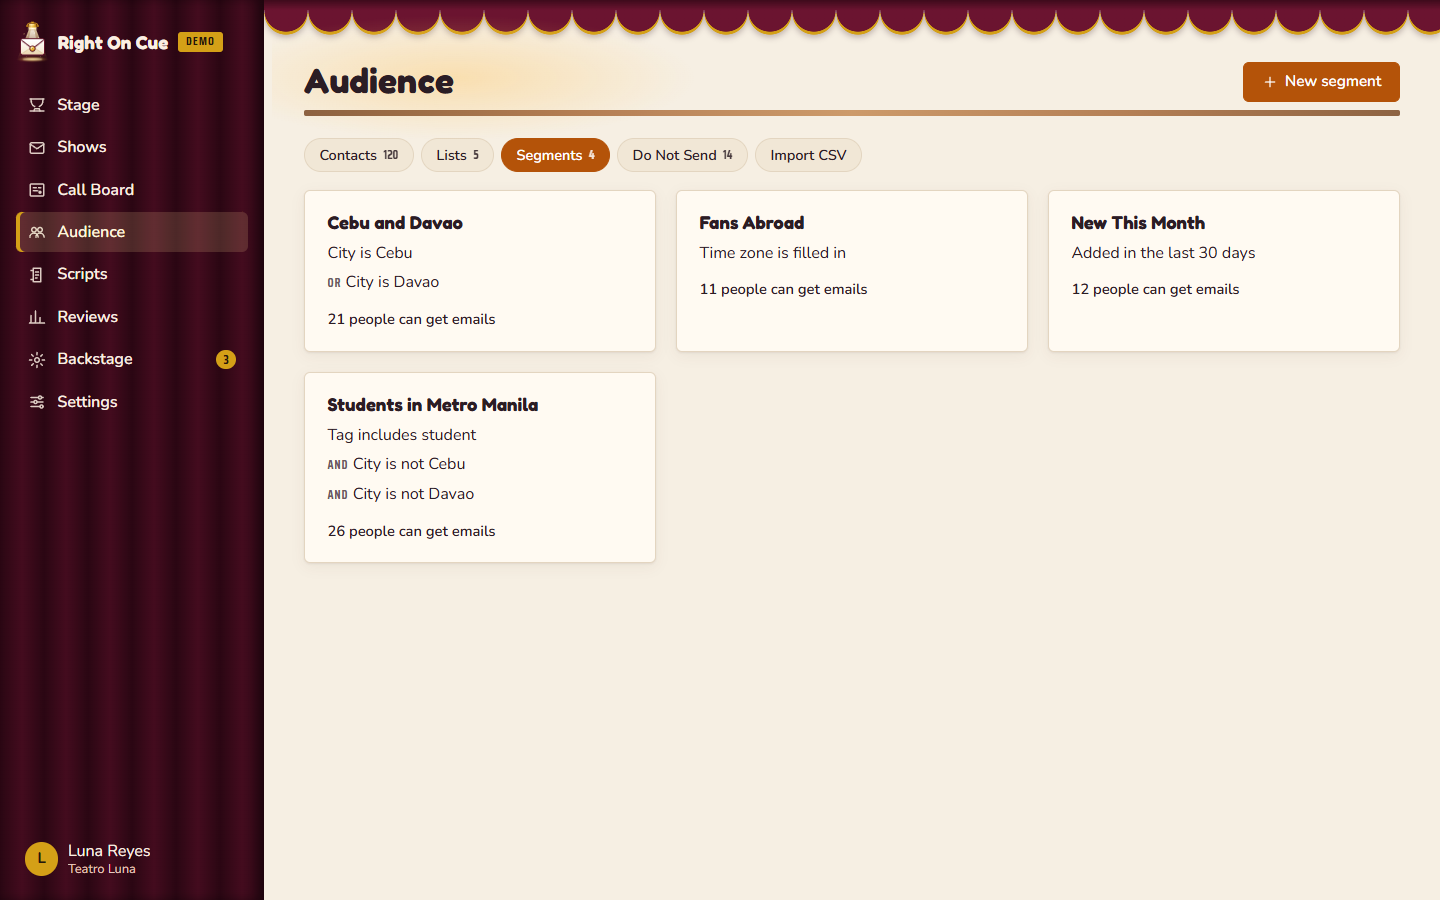 Right On Cue DEMO
Stage
Shows
Call Board
Audience
Scripts
Reviews
Backstage 3
Settings
L
Luna Reyes
Teatro Luna
Audience
+ New segment
Contacts 120
Lists 5
Segments 4
Do Not Send 14
Import CSV
Cebu and Davao
City is Cebu
OR City is Davao
21 people can get emails
Fans Abroad
Time zone is filled in
11 people can get emails
New This Month
Added in the last 30 days
12 people can get emails
Students in Metro Manila
Tag includes student
AND City is not Cebu
AND City is not Davao
26 people can get emails